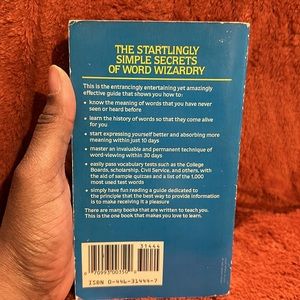 THE STARTLINGLY
SIMPLE SECRETS
OF WORD WIZARDRY
This is the entrancingly entertaining yet amazingly
effective guide that shows you how to:
• know the meaning of words that you have never
seen or heard before
• learn the history of words so that they come alive
for you
• start expressing yourself better and absorbing more
meaning within just 10 days
• master an invaluable and permanent technique of
word-viewing within 30 days
• easily pass vocabulary tests such as the College
Boards, scholarship, Civil Service, and others, with
the aid of sample quizzes and a list of the 1,000
most used test words
• simply have fun reading a guide dedicated
to the principle that the best way to provide information
is to make receiving it a pleasure
There are many books that are written to teach you.
This is the one book that makes you love to learn.
31444
0 70993 00350
ISBN 0-446-31444-7